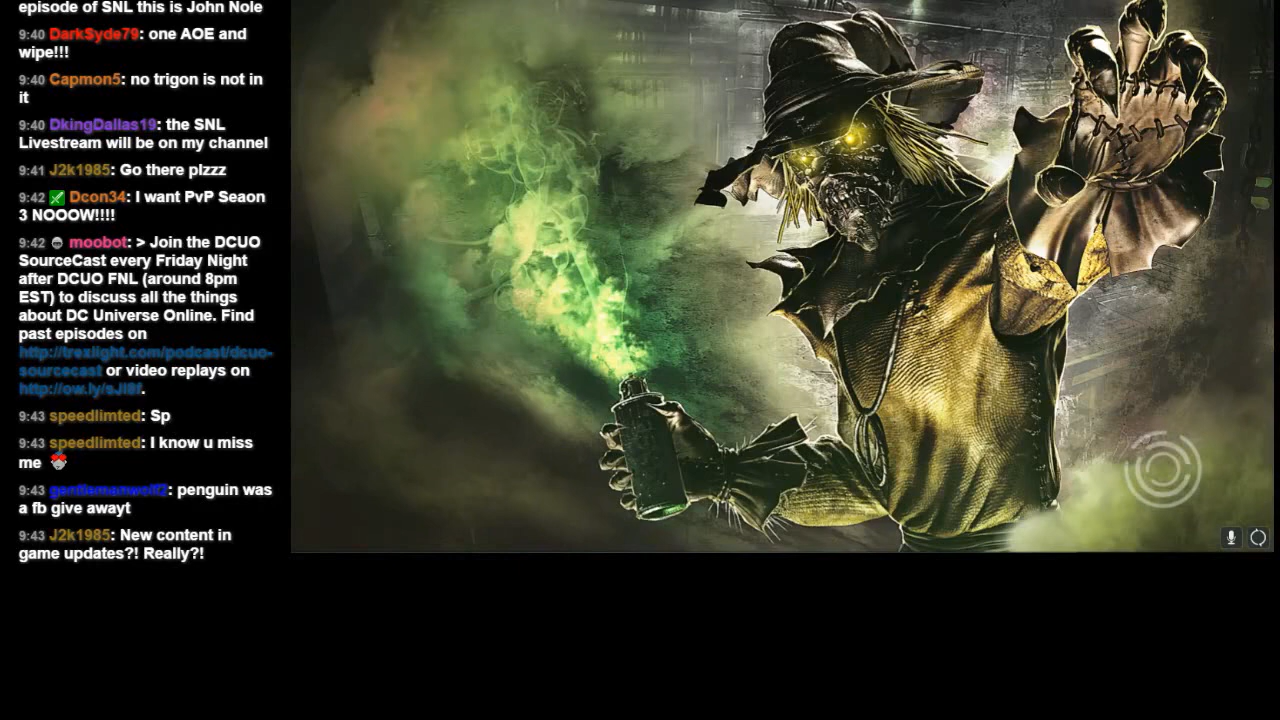 episode of SNL this is John Nole
9:40 Dark$yde79: one AOE and
wipe!!!
9:40 Capmon5: no trigon is not in
it
9:40 DkingDallas19: the SNL
Livestream will be on my channel
9:41 J2k1985: Go there plzzz
9:42 Dcon34: I want PvP Seaon
3 NOOOW!!!!
9:42 moobot: > Join the DCUO
SourceCast every Friday Night
after DCUO FNL (around 8pm
EST) to discuss all the things
about DC Universe Online. Find
past episodes on
http://trexlight.com/podcast/dcuo-
sourcecast or video replays on
http://ow.ly/sJl8f.
9:43 speedlimted: Sp
9:43 speedlimted: I know u miss
me
9:43 gentlemanwolf2: penguin was
a fb give awayt
9:43 J2k1985: New content in
game updates?! Really?!